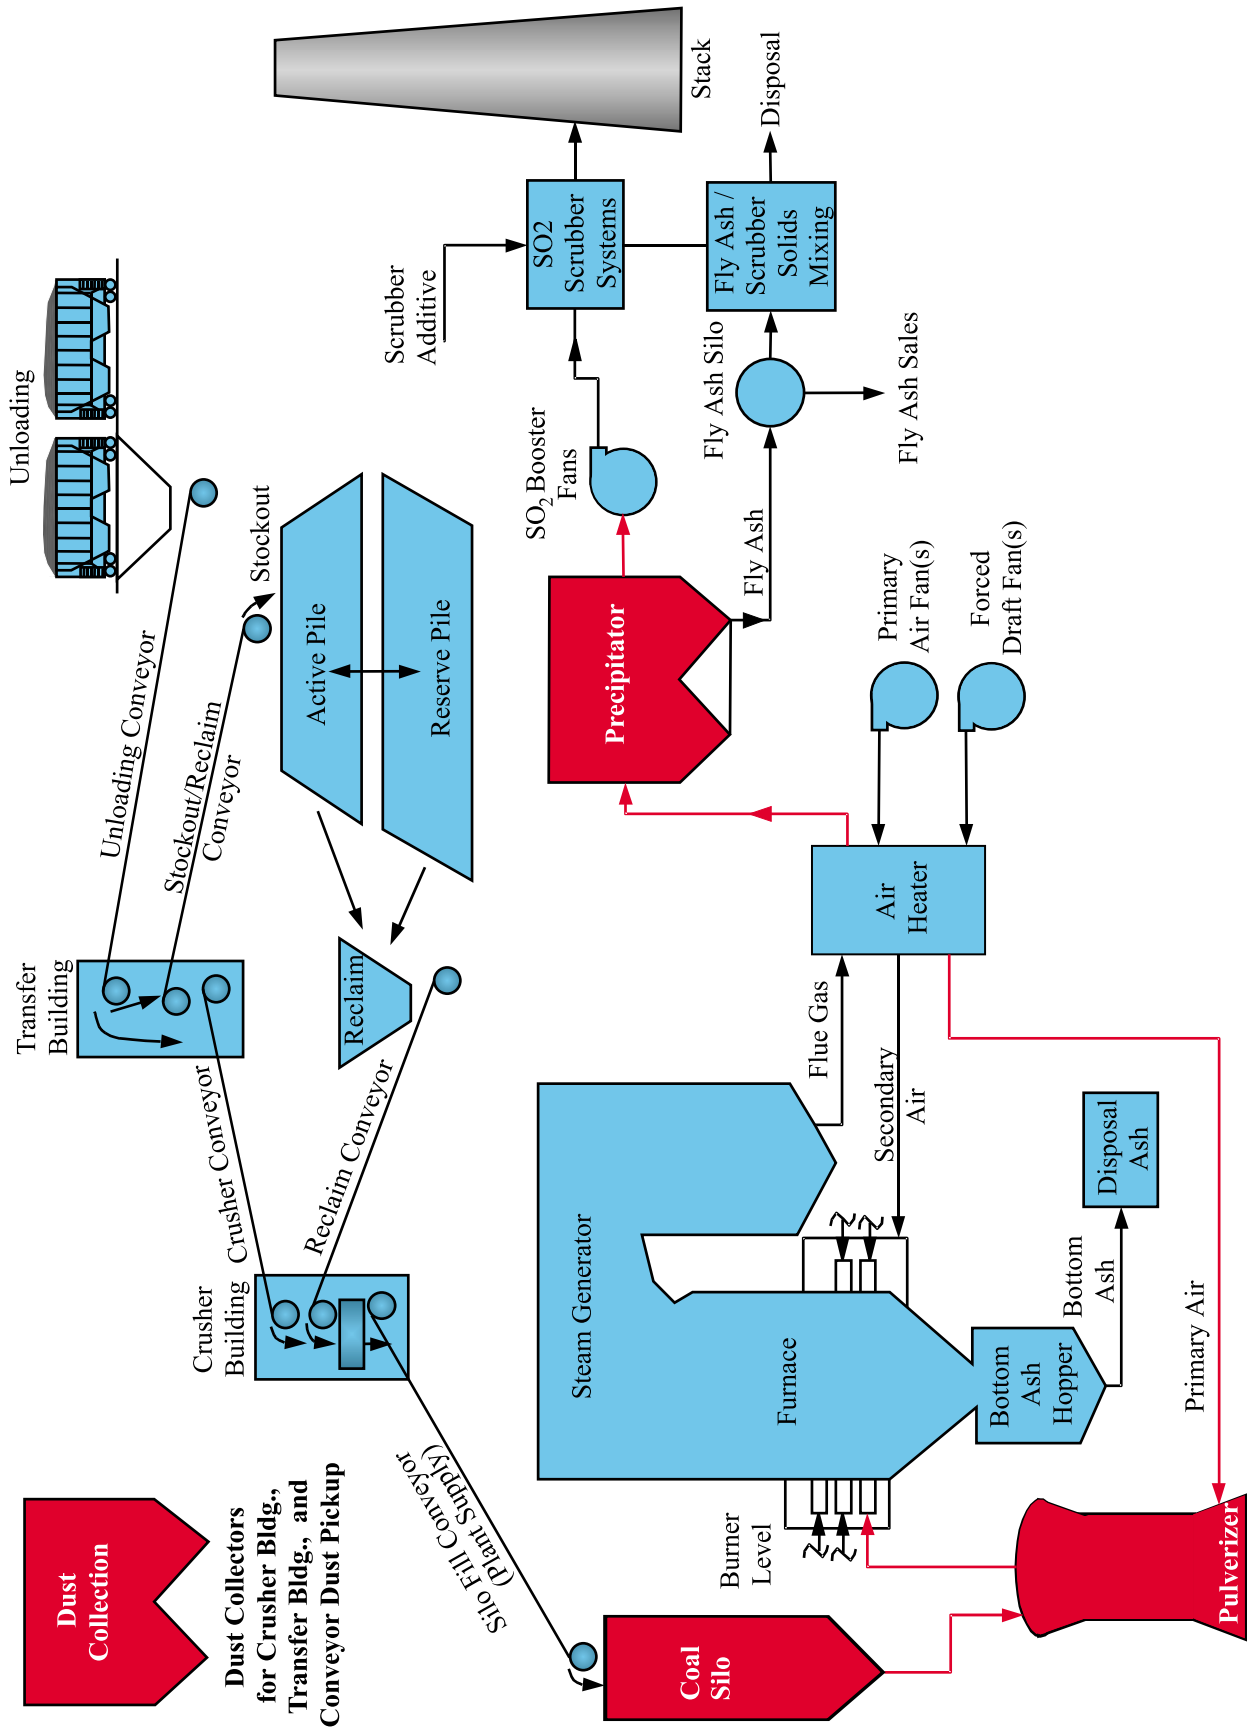 Dust
Collection
Dust Collectors
for Crusher Bldg.,
Transfer Bldg., and
Conveyor Dust Pickup
Crusher
Building
Transfer
Building
Unloading
Crusher Conveyor
Unloading Conveyor
Stockout/Reclaim
Conveyor
Stockout
Reclaim Conveyor
Reclaim
Active Pile
Reserve Pile
Silo Fill Conveyor
(Plant Supply)
Coal
Silo
Steam Generator
Furnace
Burner
Level
Bottom
Ash
Hopper
Bottom
Ash
Disposal
Ash
Flue Gas
Secondary
Air
Air
Heater
Primary Air
Pulverizer
Precipitator
Primary
Air Fan(s)
Forced
Draft Fan(s)
Fly Ash
SO2 Booster
Fans
Scrubber
Additive
SO2
Scrubber
Systems
Stack
Fly Ash Silo
Fly Ash /
Scrubber
Solids
Mixing
Disposal
Fly Ash Sales